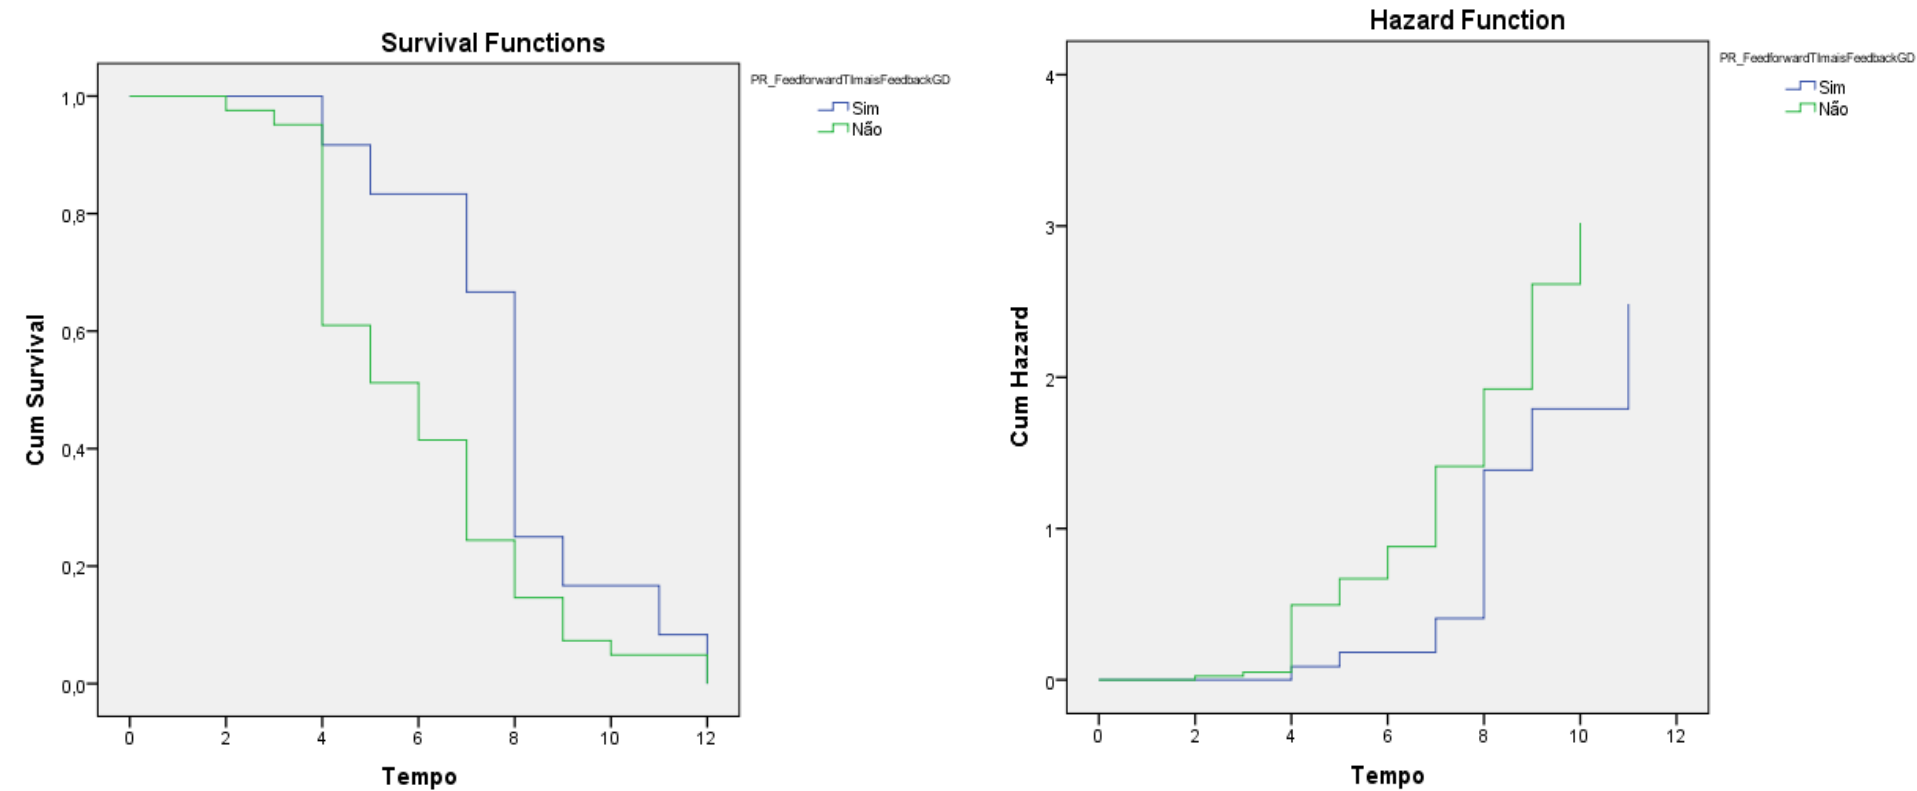 Survival Functions
PR_FeedforwardTImaisFeedbackGD
Sim
Não
Cum Survival
1,0
0,8
0,6
0,4
0,2
0,0
0 2 4 6 8 10 12
Tempo
Hazard Function
PR_FeedforwardTImaisFeedbackGD
Sim
Não
Cum Hazard
4
3
2
1
0
0 2 4 6 8 10 12
Tempo